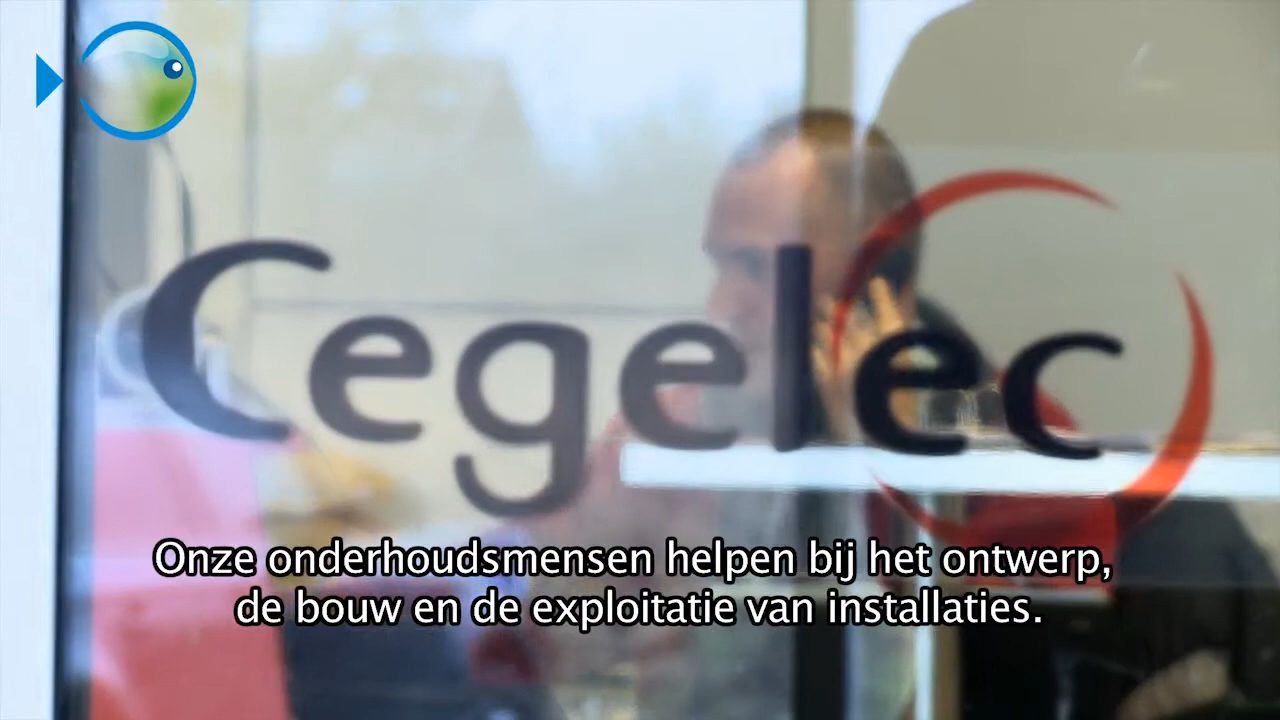 Cegelec
Onze onderhoudsmensen helpen bij het ontwerp,
de bouw en de exploitatie van installaties.